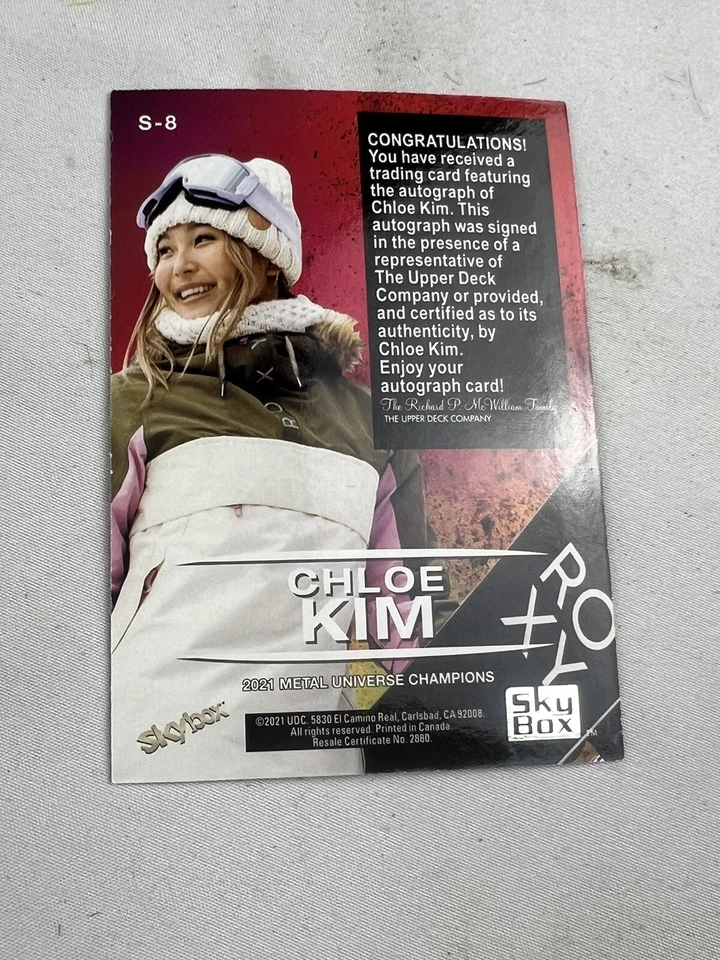 S-8
CONGRATULATIONS!
You have received a
trading card featuring
the autograph of
Chloe Kim. This
autograph was signed
in the presence of a
representative of
The Upper Deck
Company or provided,
and certified as to its
authenticity, by
Chloe Kim.
Enjoy your
autograph card!
The Richard P. McWilliam Family
THE UPPER DECK COMPANY
ROXY
CHLOE
KIM
ROXY
2021 METAL UNIVERSE CHAMPIONS
skybox
©2021 UDC. 5830 El Camino Real, Carlsbad, CA 92008.
All rights reserved. Printed in Canada.
Resale Certificate No. 2880.
Sky
Box
TM